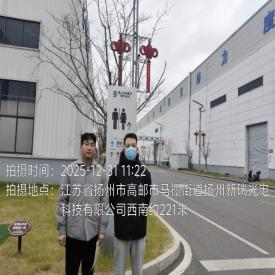 拍摄时间：2025-12-31 11:22
拍摄地点：江苏省扬州市高邮市马棚街道扬州新瑞光电
科技有限公司西南约221米